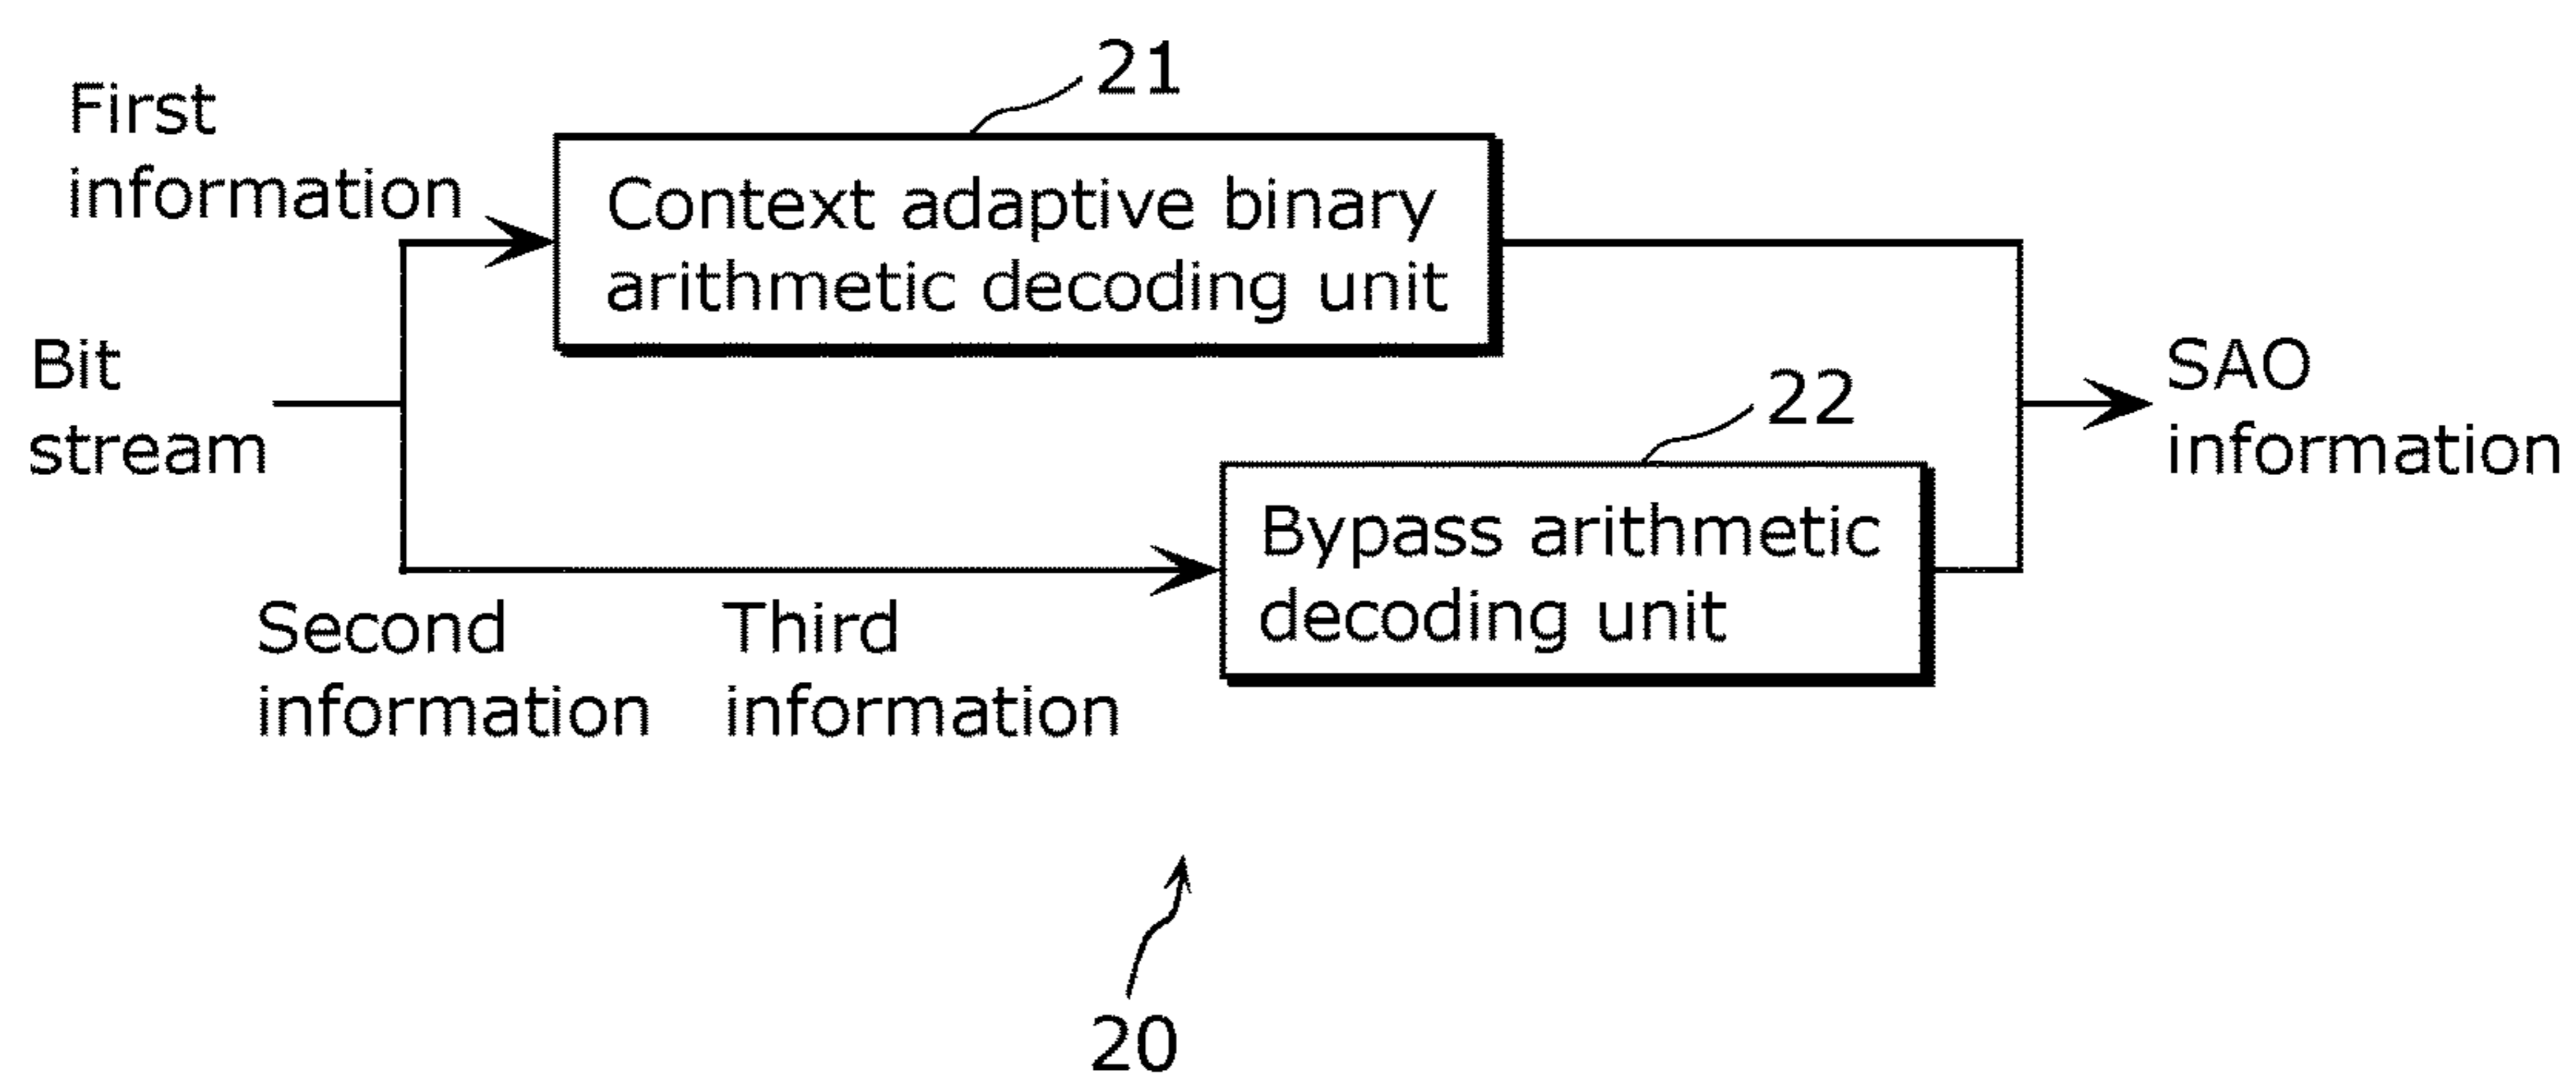 21
First
information
Context adaptive binary
arithmetic decoding unit
Bit
stream
SAO
information
22
Bypass arithmetic
decoding unit
Second
information
Third
information
20